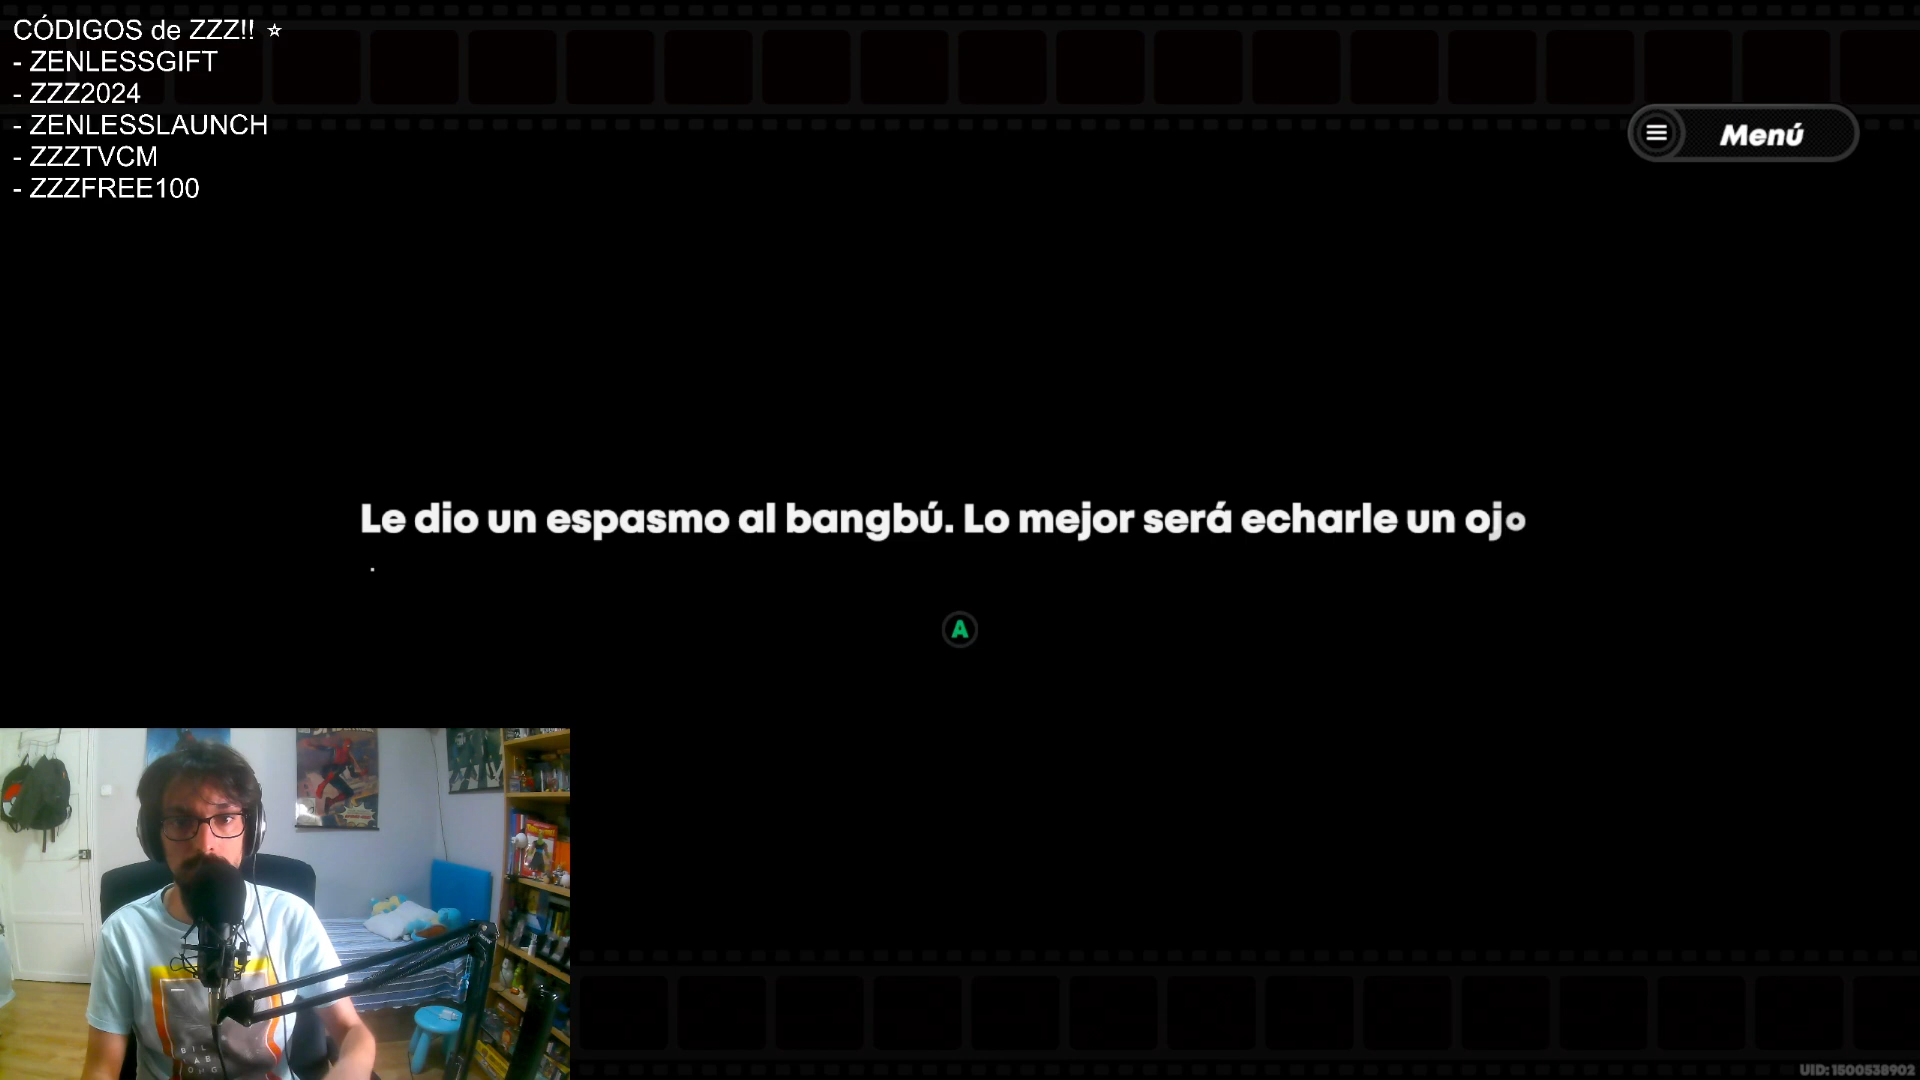 CÓDIGOS de ZZZ!! ☆
- ZENLESSGIFT
- ZZZ2024
- ZENLESSLAUNCH
- ZZZTVCM
- ZZZFREE100
Menú
Le dio un espasmo al bangbú. Lo mejor será echarle un ojo
.
A
UID: 1500538902